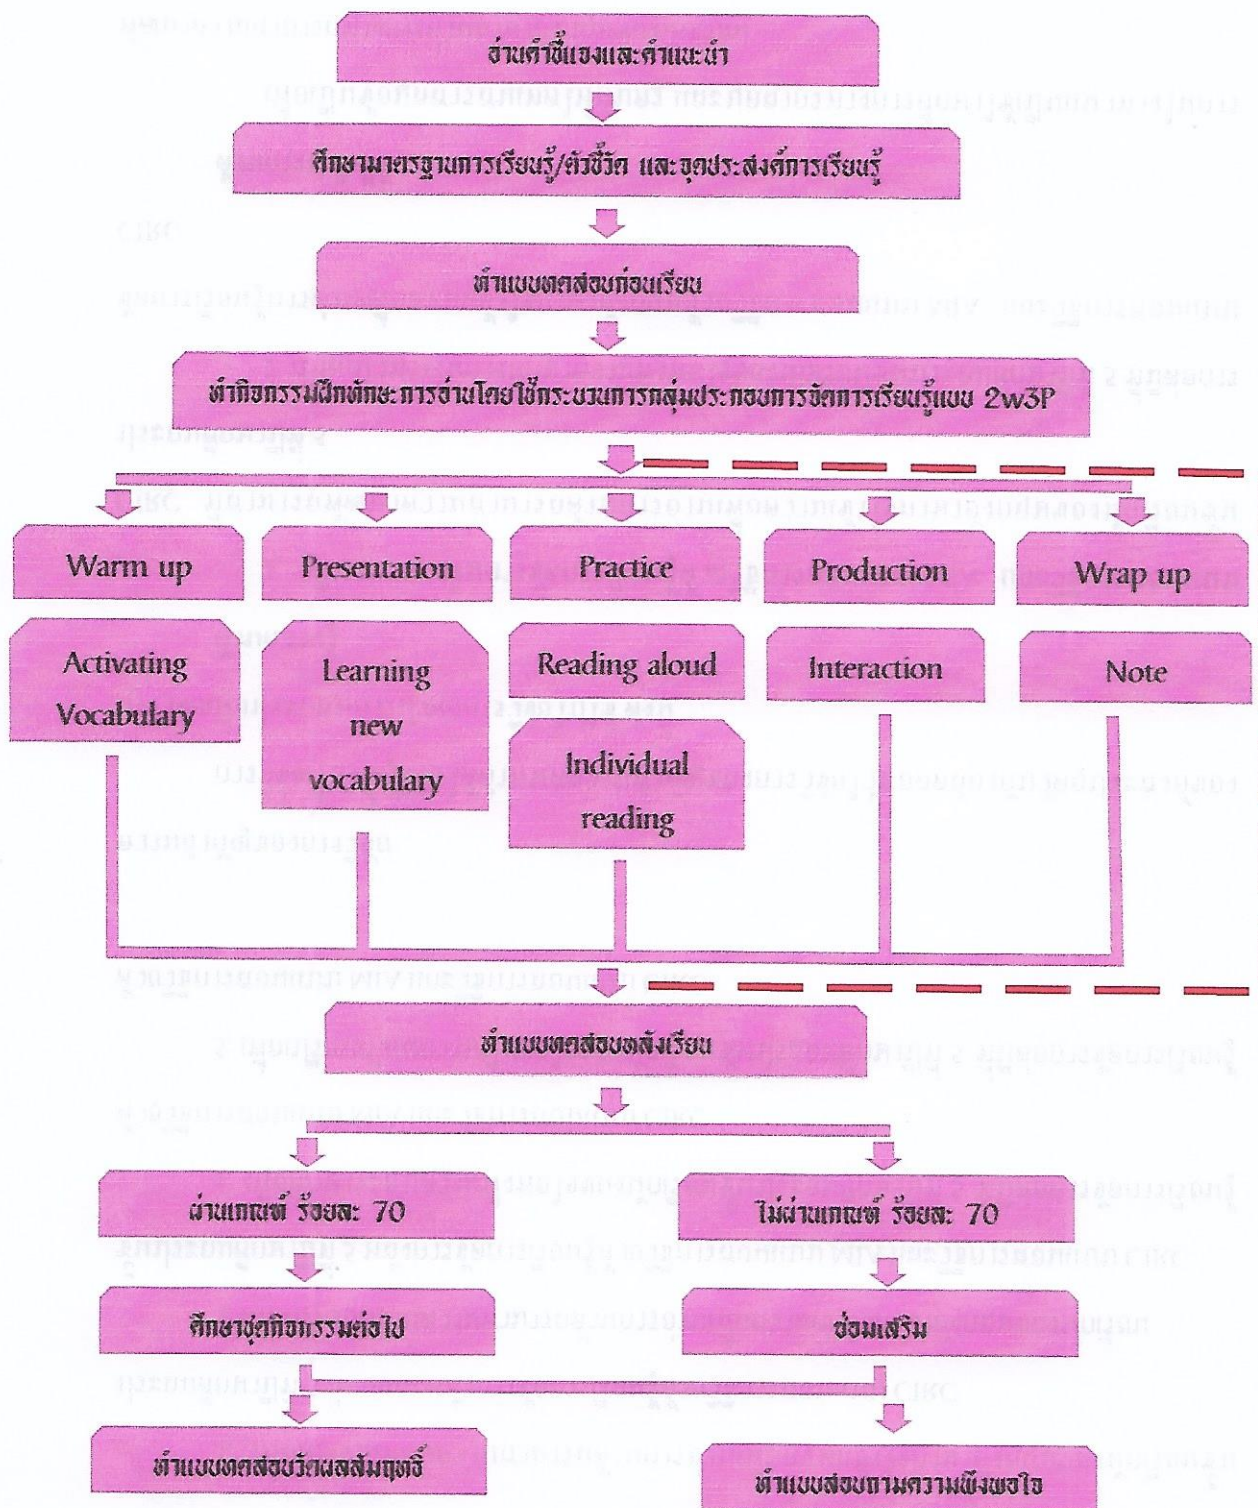 อ่านคำชี้แจงและคำแนะนำ
ศึกษามาตรฐานการเรียนรู้/ตัวชี้วัด และจุดประสงค์การเรียนรู้
ทำแบบทดสอบก่อนเรียน
ทำกิจกรรมฝึกทักษะการอ่านโดยใช้กระบวนการกลุ่มประกอบการจัดการเรียนรู้แบบ 2w3P
Warm up
Presentation
Practice
Production
Wrap up
Activating
Vocabulary
Learning
new
vocabulary
Reading aloud
Individual
reading
Interaction
Note
ทำแบบทดสอบหลังเรียน
ผ่านเกณฑ์ ร้อยละ 70
ไม่ผ่านเกณฑ์ ร้อยละ 70
ศึกษาชุดกิจกรรมต่อไป
ซ่อมเสริม
ทำแบบทดสอบวัดผลสัมฤทธิ์
ทำแบบสอบถามความพึงพอใจ